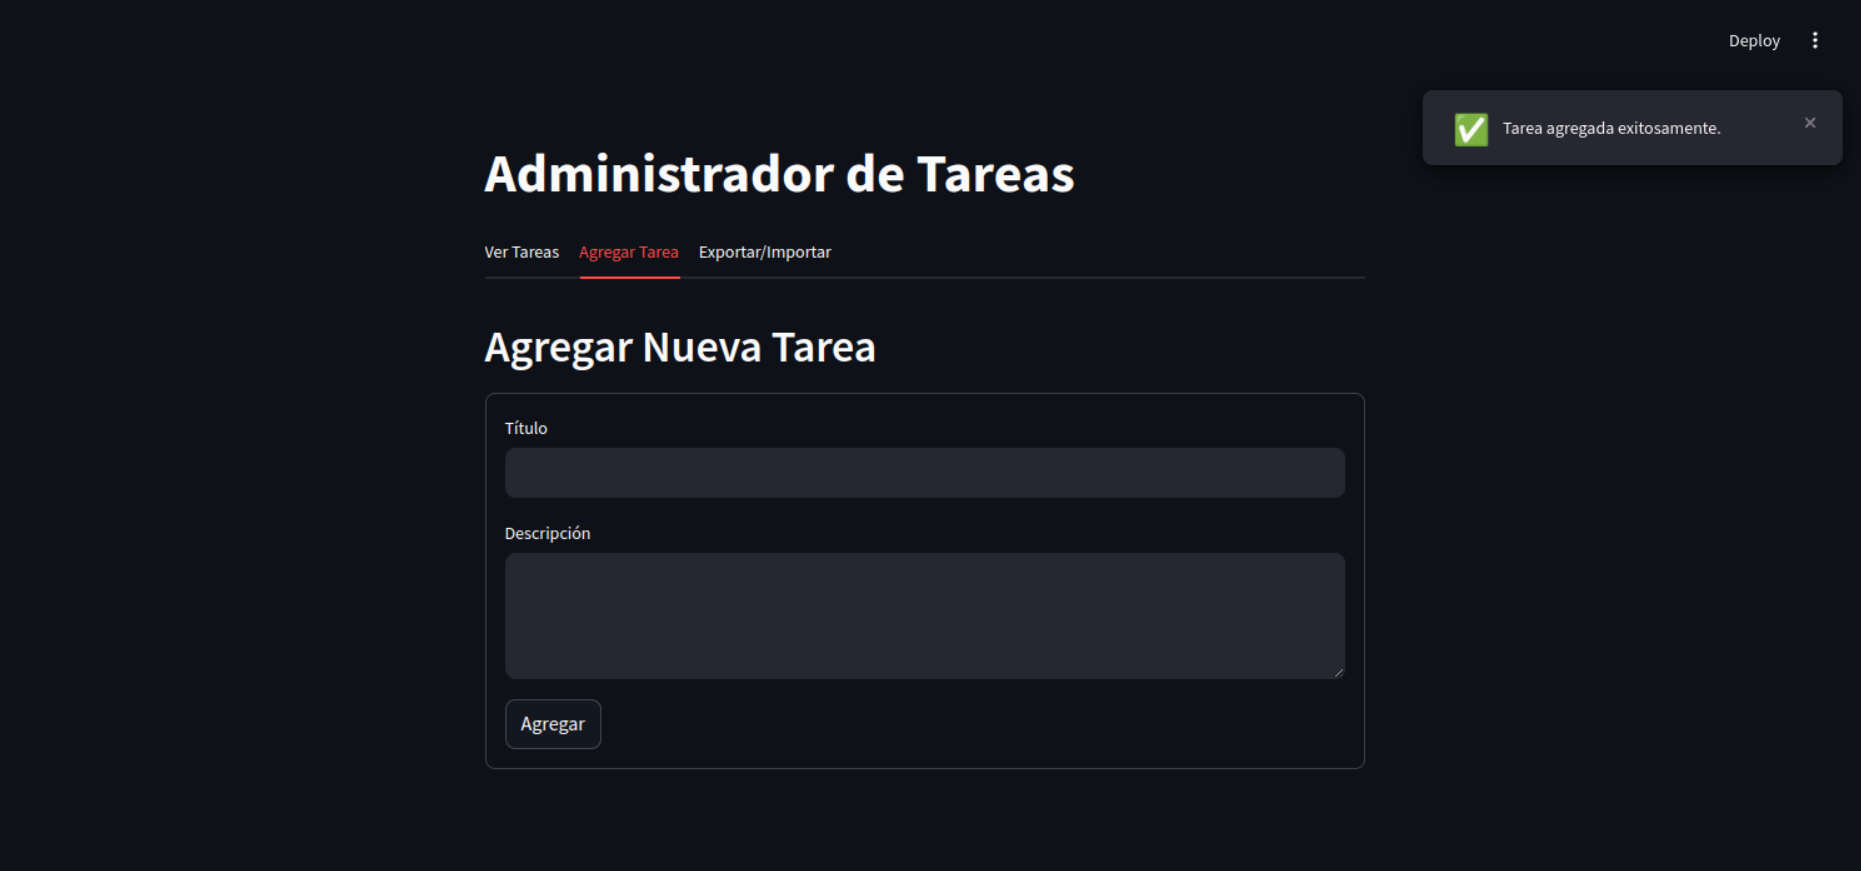 Deploy
Tarea agregada exitosamente.
Administrador de Tareas
Ver Tareas Agregar Tarea Exportar/Importar
Agregar Nueva Tarea
Título
Descripción
Agregar